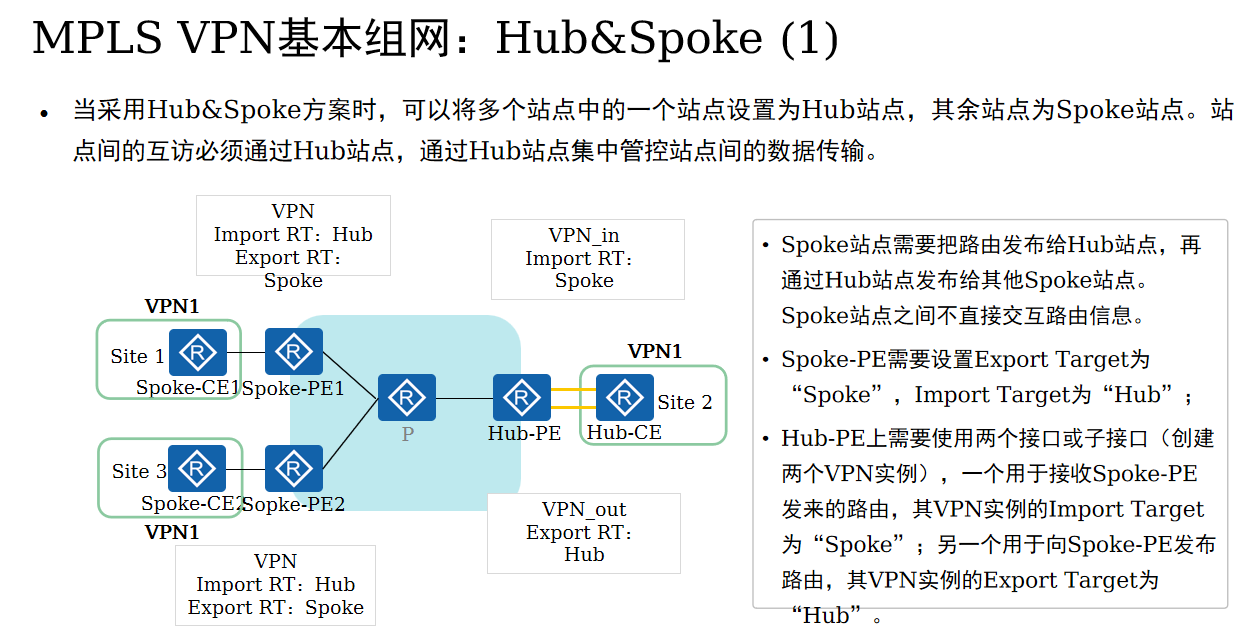 MPLS VPN基本组网：Hub&Spoke (1)
• 当采用Hub&Spoke方案时，可以将多个站点中的一个站点设置为Hub站点，其余站点为Spoke站点。站
点间的互访必须通过Hub站点，通过Hub站点集中管控站点间的数据传输。
VPN
Import RT：Hub
Export RT：
Spoke
VPN_in
Import RT：
Spoke
VPN1
Site 1
R
Spoke-CE1
R
Spoke-PE1
R
P
R
Hub-PE
VPN1
R
Hub-CE
Site 2
Site 3
R
Spoke-CE2
R
Sopke-PE2
VPN1
VPN
Import RT：Hub
Export RT：Spoke
VPN_out
Export RT：
Hub
• Spoke站点需要把路由发布给Hub站点，再
通过Hub站点发布给其他Spoke站点。
Spoke站点之间不直接交互路由信息。
• Spoke-PE需要设置Export Target为
“Spoke”，Import Target为“Hub”；
• Hub-PE上需要使用两个接口或子接口（创建
两个VPN实例），一个用于接收Spoke-PE
发来的路由，其VPN实例的Import Target
为“Spoke”；另一个用于向Spoke-PE发布
路由，其VPN实例的Export Target为
“Hub”。